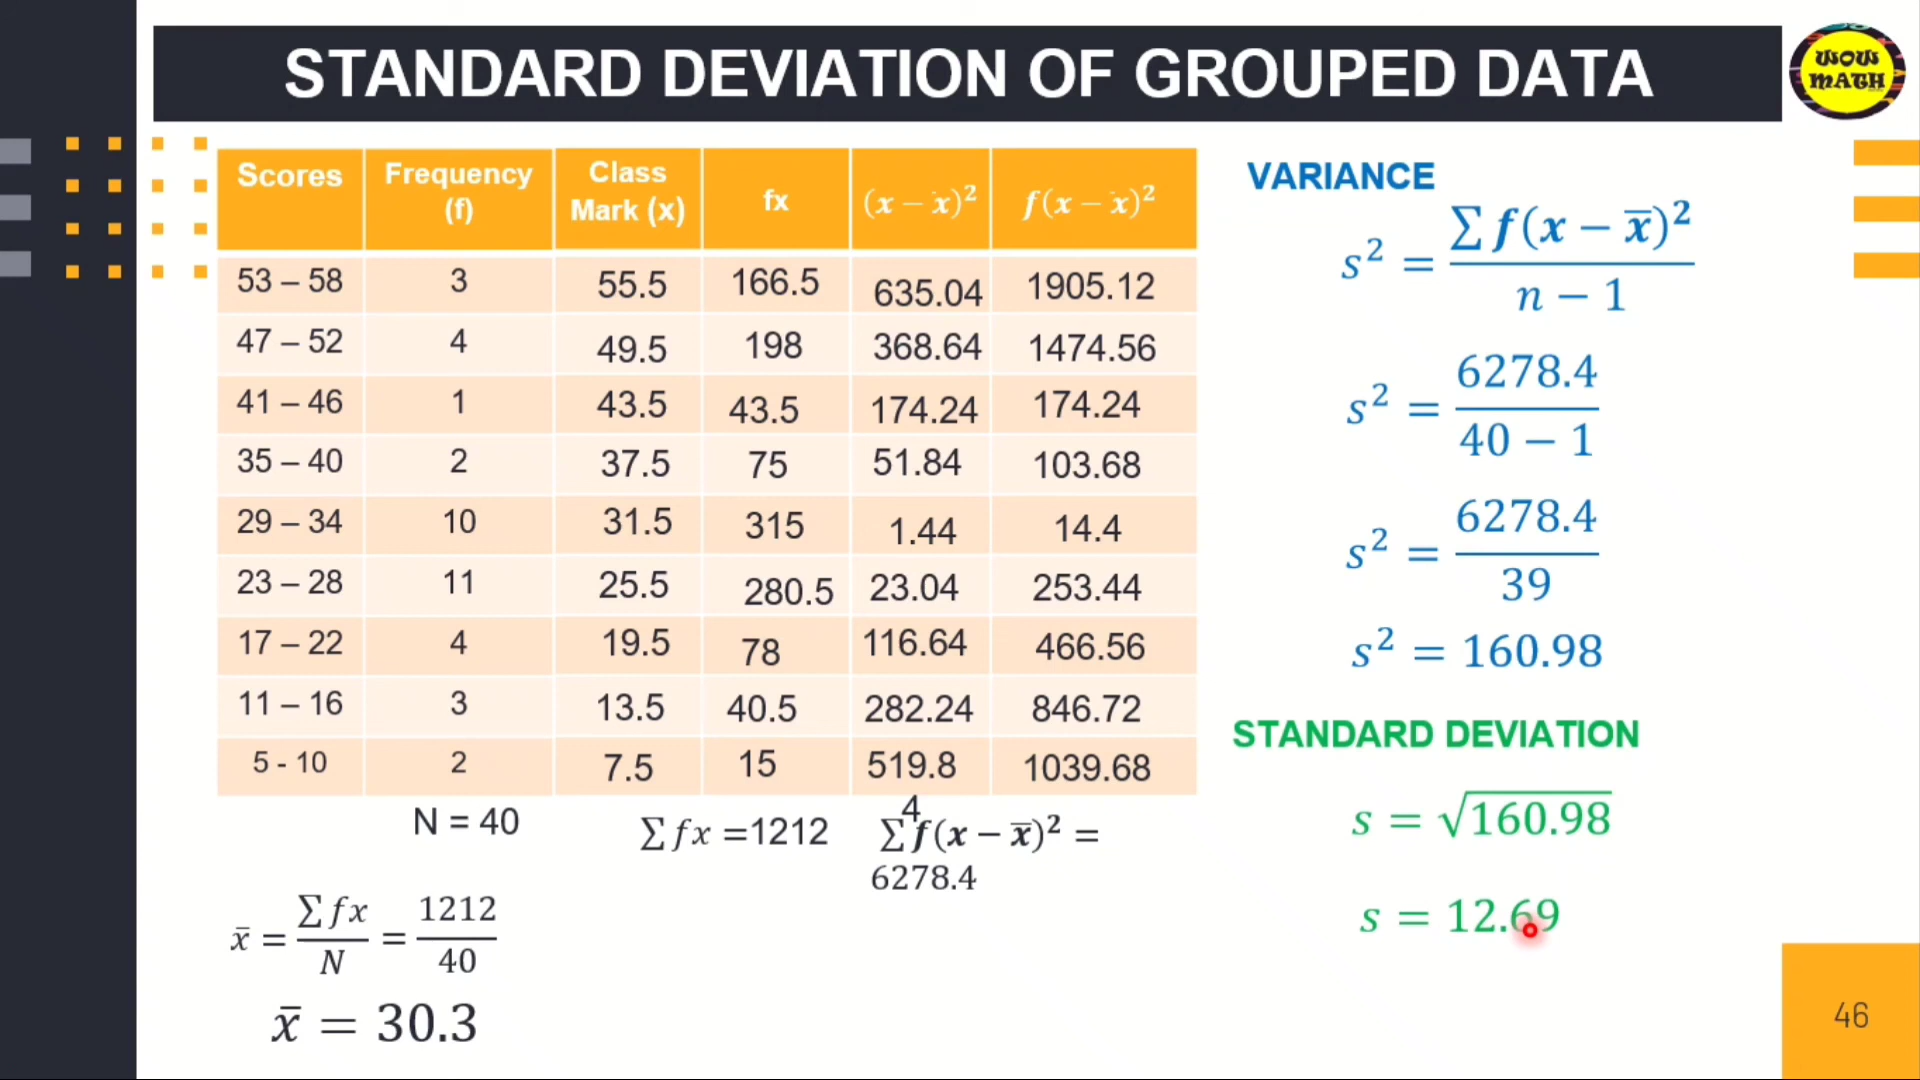 STANDARD DEVIATION OF GROUPED DATA
WOW
MATH
Scores Frequency (f) Class Mark (x) fx (x − x)² f(x − x)²
53 – 58 3 55.5 166.5 635.04 1905.12
47 – 52 4 49.5 198 368.64 1474.56
41 – 46 1 43.5 43.5 174.24 174.24
35 – 40 2 37.5 75 51.84 103.68
29 – 34 10 31.5 315 1.44 14.4
23 – 28 11 25.5 280.5 23.04 253.44
17 – 22 4 19.5 78 116.64 466.56
11 – 16 3 13.5 40.5 282.24 846.72
5 - 10 2 7.5 15 519.8 1039.68
4
N = 40 ∑fx =1212 ∑f(x − x̅)² =
6278.4
x̅ = ∑fx/N = 1212/40
x̅ = 30.3
VARIANCE
s² = ∑f(x − x̅)²/n − 1
s² = 6278.4/40 − 1
s² = 6278.4/39
s² = 160.98
STANDARD DEVIATION
s = √160.98
s = 12.69
46